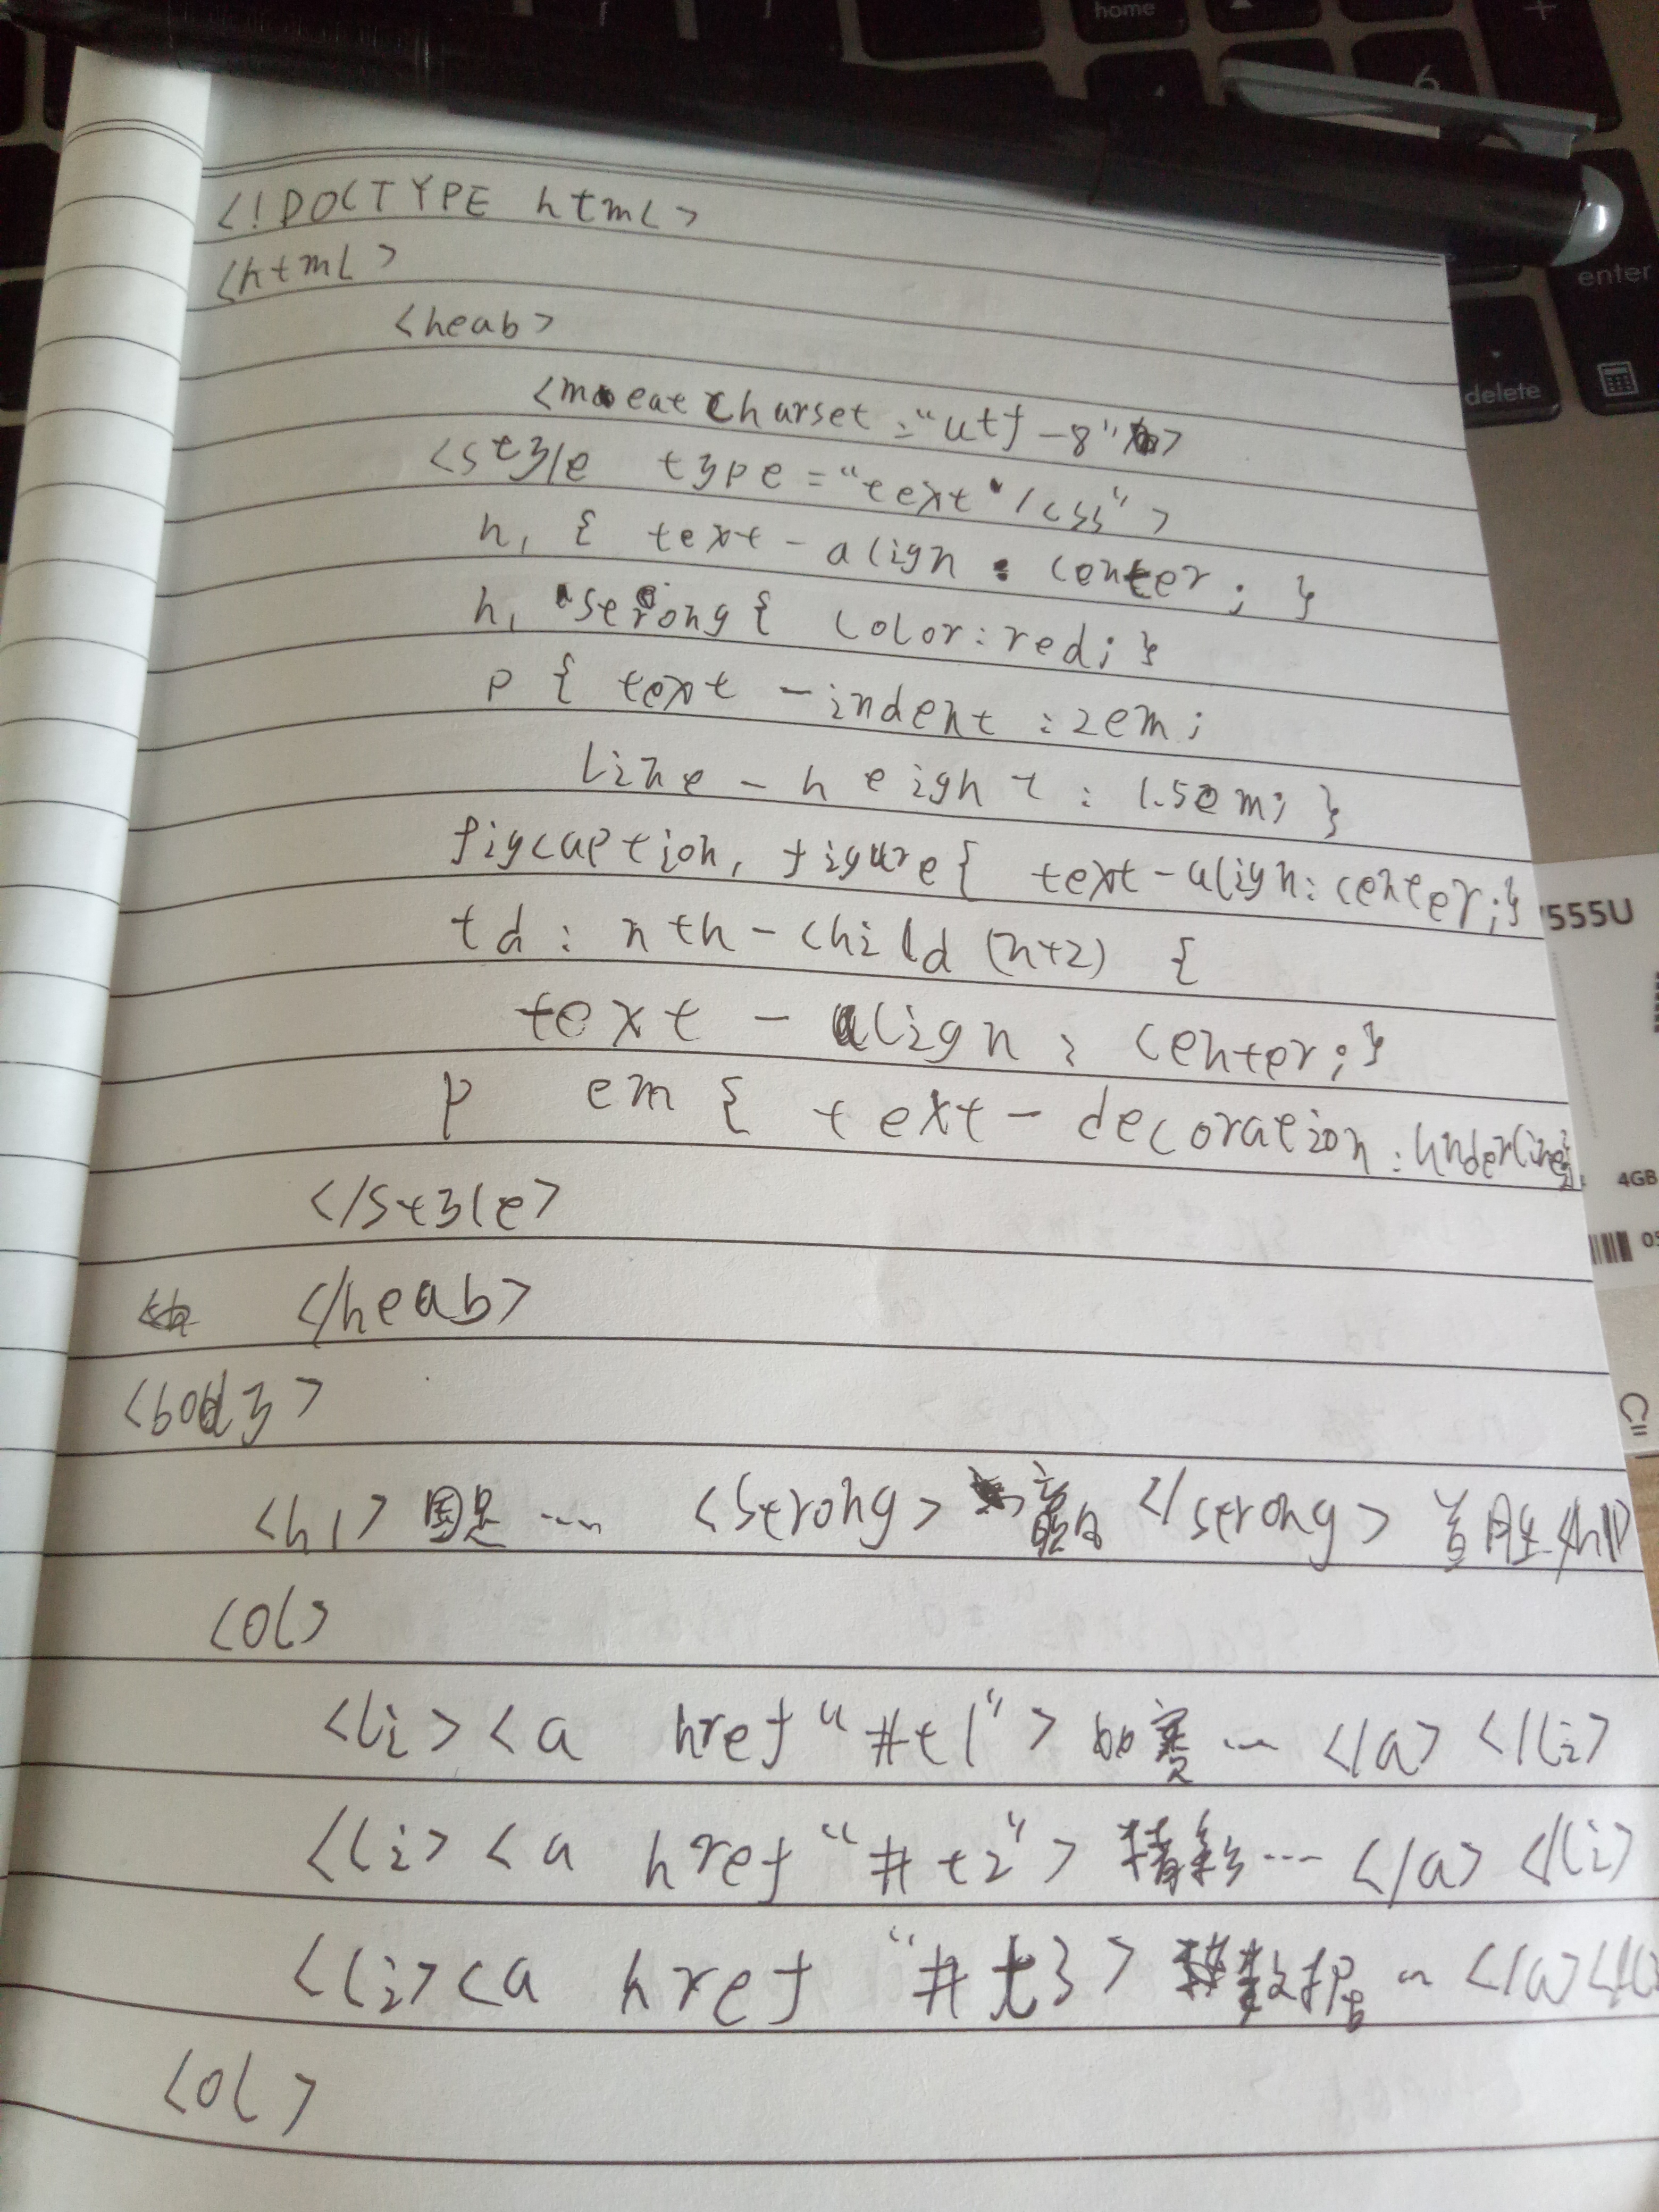 home
6
+
enter
delete
<!DOCTYPE html>
<html>
<heab>
<meat charset="utf-8">
<style type="text/css">
h1 { text-align: center; }
h1 strong { color:red; }
p { text-indent:2em;
line-height: 1.5em; }
figcaption, figure{ text-align:center;}
td: nth-child(n+2) {
text-align: center;}
p em { text-decoration:underline;}
</style>
</heab>
<body>
<h1>国足… <strong>赢</strong>首胜</h1>
<ol>
<li><a href"#t1">比赛…</a></li>
<li><a href"#t2">精彩…</a></li>
<li><a href "#t3>数据…</a></li
<ol>
555U
4GB